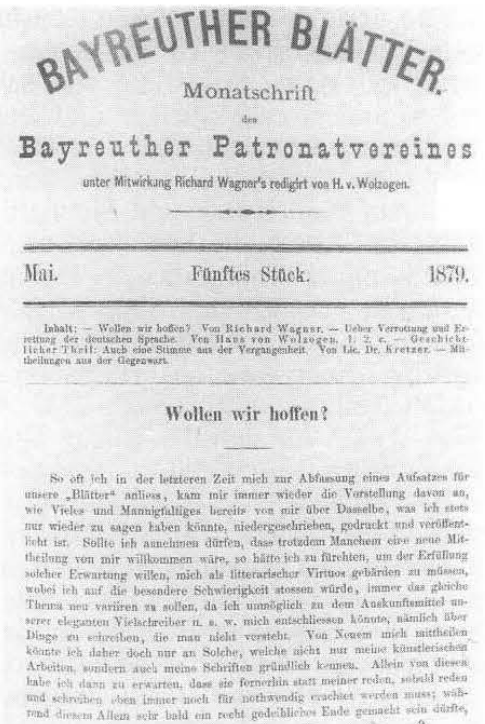 BAYREUTHER BLÄTTER.
Monatschrift
des
Bayreuther Patronatvereines
unter Mitwirkung Richard Wagner's redigirt von H. v. Wolzogen.
Mai. Fünftes Stück. 1879.
Inhalt: — Wollen wir hoffen? Von Richard Wagner. — Ueber Verrottung und Er-
rettung der deutschen Sprache. Von Hans von Wolzogen. 1. 2. c. — Geschicht-
licher Theil: Auch eine Stimme aus der Vergangenheit. Von Lic. Dr. Kretzer. — Mit-
theilungen aus der Gegenwart.
Wollen wir hoffen?
So oft ich in der letzteren Zeit mich zur Abfassung eines Aufsatzes für
unsere „Blätter“ anliess, kam mir immer wieder die Vorstellung davon an,
wie Vieles und Mannigfaltiges bereits von mir über Dasselbe, was ich stets
nur wieder zu sagen haben könnte, niedergeschrieben, gedruckt und veröffent-
licht ist. Sollte ich annehmen dürfen, dass trotzdem Manchem eine neue Mit-
theilung von mir willkommen wäre, so hätte ich zu fürchten, um der Erfüllung
solcher Erwartung willen, mich als litterarischer Virtuos gebärden zu müssen,
wobei ich auf die besondere Schwierigkeit stossen würde, immer das gleiche
Thema neu variiren zu sollen, da ich unmöglich zu dem Auskunftsmittel un-
serer eleganten Vielschreiber u. s. w. mich entschliessen könnte, nämlich über
Dinge zu schreiben, die man nicht versteht. Von Neuem mich mittheilen
könnte ich daher doch nur an Solche, welche nicht nur meine künstlerischen
Arbeiten, sondern auch meine Schriften gründlich kennen. Allein von diesen
habe ich dann zu erwarten, dass sie fernerhin statt meiner reden, sobald reden
und schreiben eben immer noch für nothwendig erachtet werden muss; wäh-
rend diesem Allem sehr bald ein recht gedeihliches Ende gemacht sein dürfte,